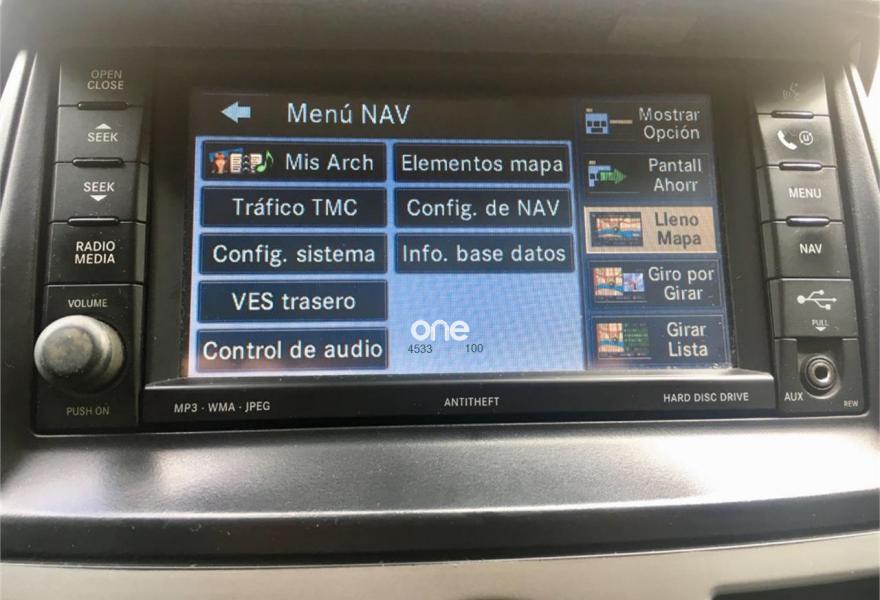 OPEN
CLOSE
SEEK
SEEK
RADIO
MEDIA
VOLUME
PUSH ON
Menú NAV
Mis Arch
Elementos mapa
Tráfico TMC
Config. de NAV
Config. sistema
Info. base datos
VES trasero
Control de audio
one
4533 100
Mostrar
Opción
Pantall
Ahorr
Lleno
Mapa
Giro por
Girar
Girar
Lista
U
MENU
NAV
PULL
AUX
REW
MP3 · WMA · JPEG
ANTITHEFT
HARD DISC DRIVE